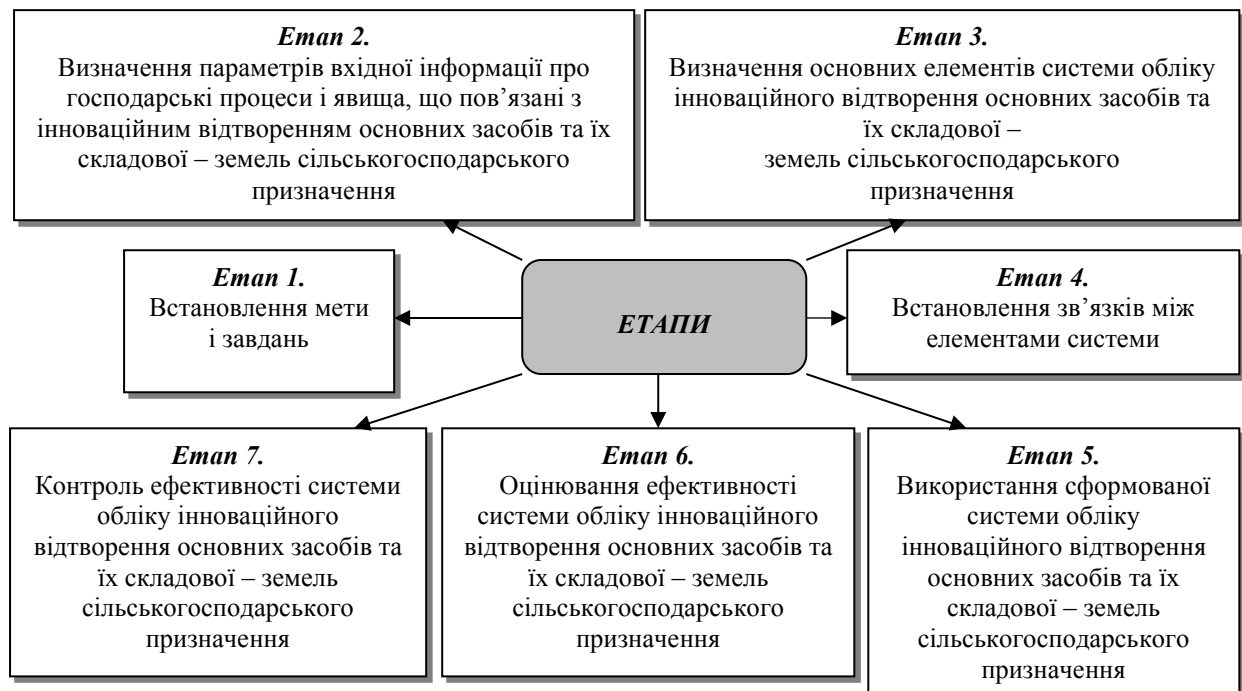 Етап 2.
Визначення параметрів вхідної інформації про
господарські процеси і явища, що пов’язані з
інноваційним відтворенням основних засобів та їх
складової – земель сільськогосподарського
призначення
Етап 3.
Визначення основних елементів системи обліку
інноваційного відтворення основних засобів та
їх складової –
земель сільськогосподарського
призначення
Етап 1.
Встановлення мети
і завдань
ЕТАПИ
Етап 4.
Встановлення зв’язків між
елементами системи
Етап 7.
Контроль ефективності системи
обліку інноваційного
відтворення основних засобів та
їх складової – земель
сільськогосподарського
призначення
Етап 6.
Оцінювання ефективності
системи обліку інноваційного
відтворення основних засобів та
їх складової – земель
сільськогосподарського
призначення
Етап 5.
Використання сформованої
системи обліку
інноваційного відтворення
основних засобів та їх
складової – земель
сільськогосподарського
призначення